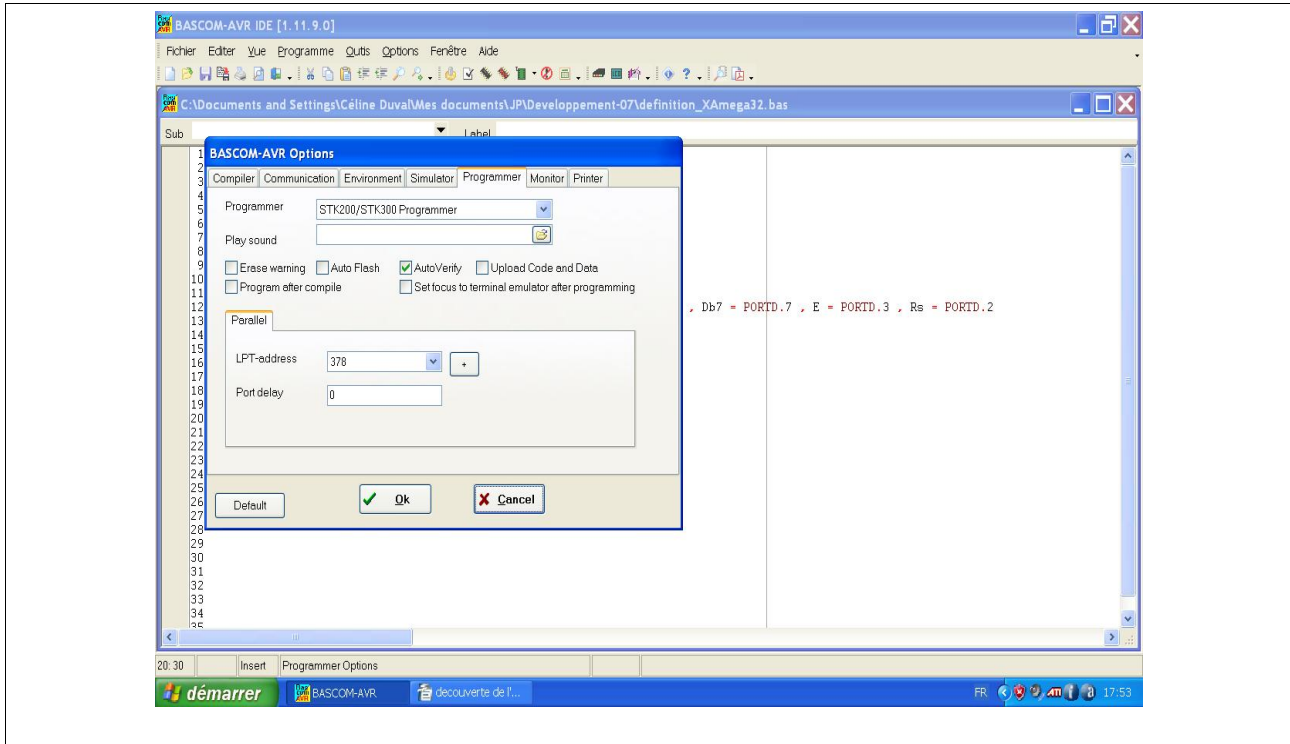 BASCOM-AVR IDE [1.11.9.0]
Fichier Editer Vue Programme Outis Options Fenêtre Aide
C:\Documents and Settings\Céline Duval\Mes documents\JP\Developpement-07\definition_XAmega32.bas
Sub Label
BASCOM-AVR Options
Compiler Communication Environment Simulator Programmer Monitor Printer
Programmer STK200/STK300 Programmer
Play sound
Erase warning Auto Flash AutoVerify Upload Code and Data
Program after compile Set focus to terminal emulator after programming
Parallel
LPT-address 378 +
Port delay 0
Default Ok Cancel
1
2
3
4
5
6
7
8
9
10
11
12 , Db7 = PORTD.7 , E = PORTD.3 , Rs = PORTD.2
13
14
15
16
17
18
19
20
21
22
23
24
25
26
27
28
29
30
31
32
33
34
35
20: 30 Insert Programmer Options
démarrer BASCOM-AVR decouverte de l'... FR 17:53